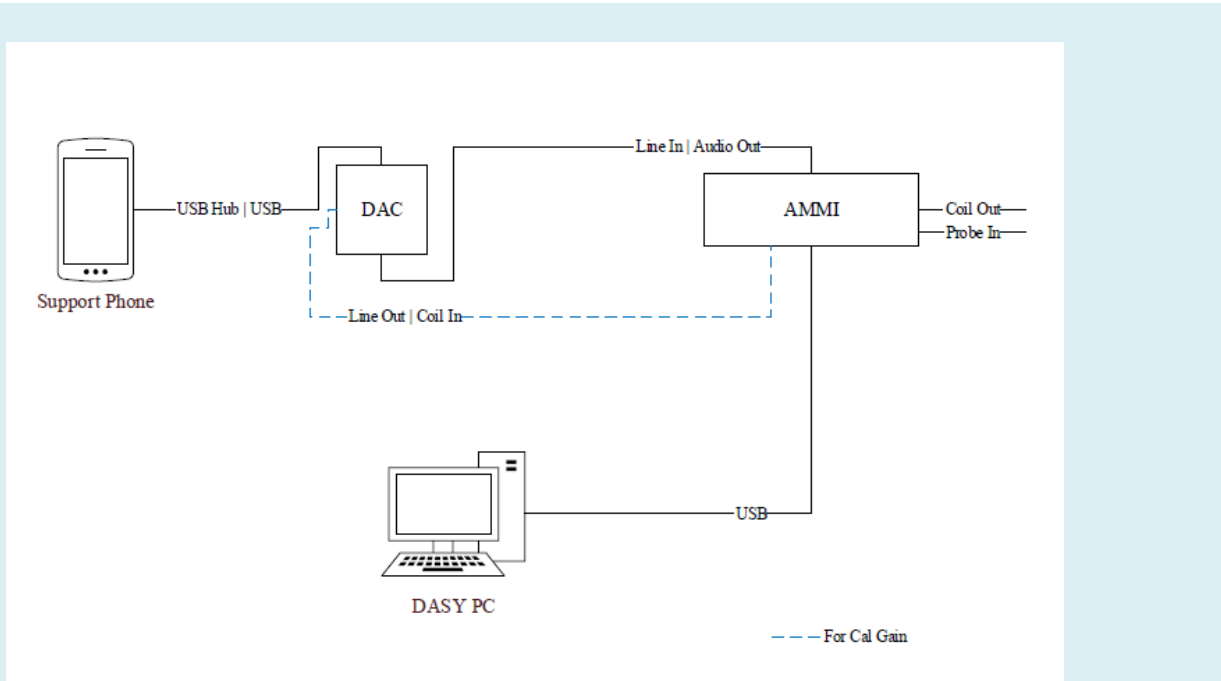 Line In | Audio Out
USB Hub | USB
DAC
AMMI
Coil Out
Probe In
Support Phone
Line Out | Coil In
USB
DASY PC
For Cal Gain